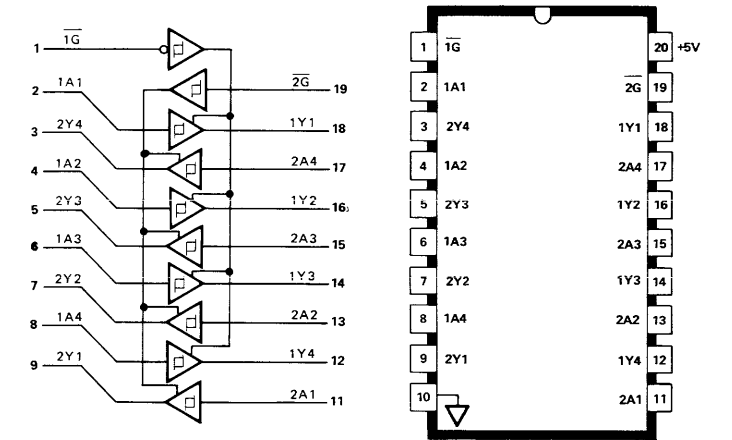 1 1G
2G 19
2 1A1
1Y1 18
3 2Y4
2A4 17
4 1A2
1Y2 16
5 2Y3
2A3 15
6 1A3
1Y3 14
7 2Y2
2A2 13
8 1A4
1Y4 12
9 2Y1
2A1 11
1 1G 20 +5V
2 1A1 2G 19
3 2Y4 1Y1 18
4 1A2 2A4 17
5 2Y3 1Y2 16
6 1A3 2A3 15
7 2Y2 1Y3 14
8 1A4 2A2 13
9 2Y1 1Y4 12
10 2A1 11